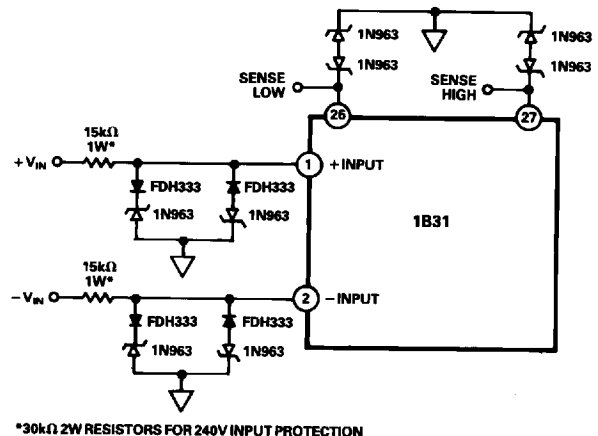 1N963
1N963
1N963
1N963
SENSE
LOW
SENSE
HIGH
26
27
15kΩ
1W*
+VIN
1
+INPUT
FDH333
FDH333
1N963
1N963
1B31
15kΩ
1W*
−VIN
2
−INPUT
FDH333
FDH333
1N963
1N963
*30kΩ 2W RESISTORS FOR 240V INPUT PROTECTION